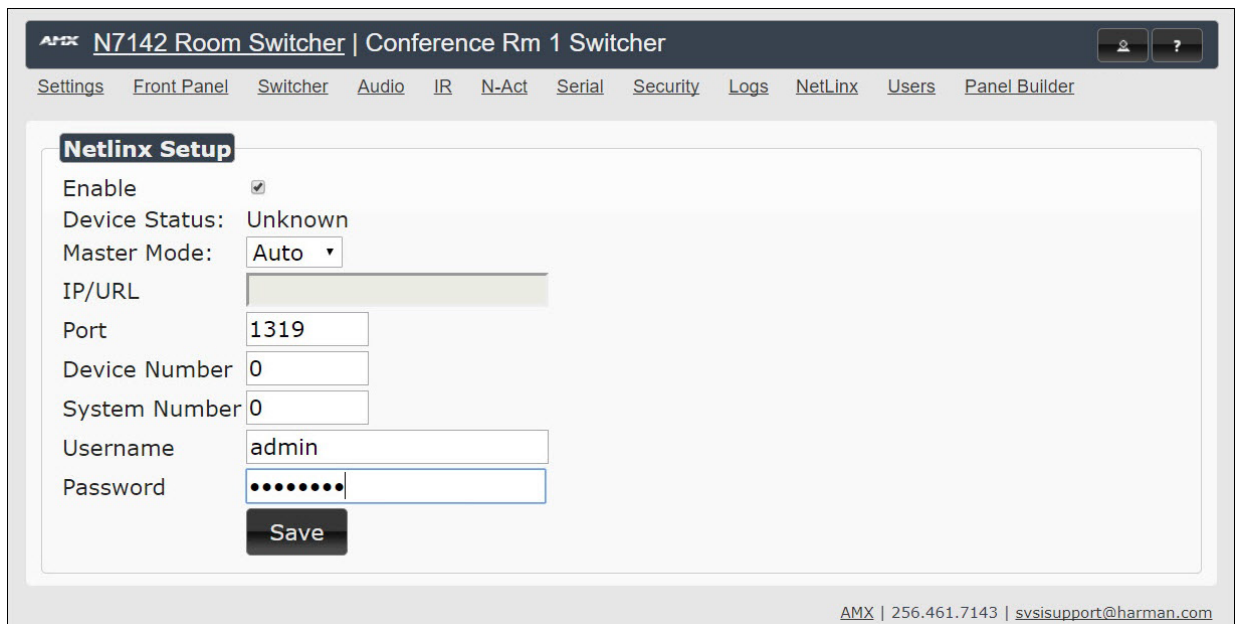 AMX N7142 Room Switcher | Conference Rm 1 Switcher ?
Settings Front Panel Switcher Audio IR N-Act Serial Security Logs NetLinx Users Panel Builder
Netlinx Setup
Enable
Device Status: Unknown
Master Mode: Auto
IP/URL
Port 1319
Device Number 0
System Number 0
Username admin
Password ••••••••
Save
AMX | 256.461.7143 | svsisupport@harman.com